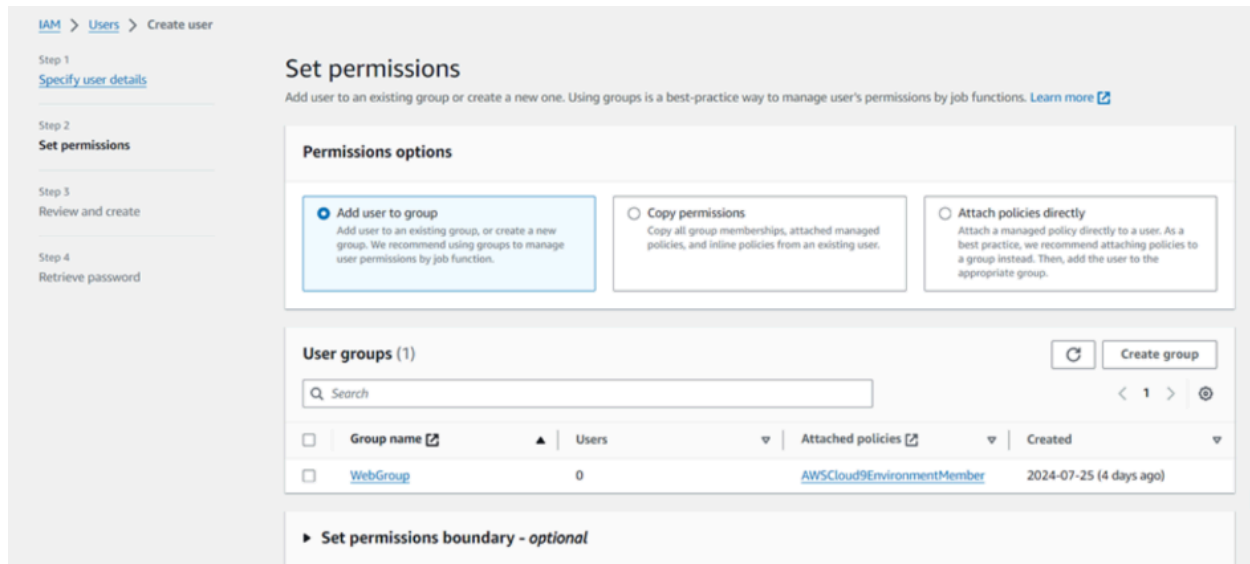 IAM > Users > Create user
Step 1
Specify user details
Step 2
Set permissions
Step 3
Review and create
Step 4
Retrieve password
Set permissions
Add user to an existing group or create a new one. Using groups is a best-practice way to manage user's permissions by job functions. Learn more
Permissions options
Add user to group
Add user to an existing group, or create a new
group. We recommend using groups to manage
user permissions by job function.
Copy permissions
Copy all group memberships, attached managed
policies, and inline policies from an existing user.
Attach policies directly
Attach a managed policy directly to a user. As a
best practice, we recommend attaching policies to
a group instead. Then, add the user to the
appropriate group.
User groups (1)
Create group
Search
1
Group name Users Attached policies Created
WebGroup 0 AWSCloud9EnvironmentMember 2024-07-25 (4 days ago)
Set permissions boundary - optional